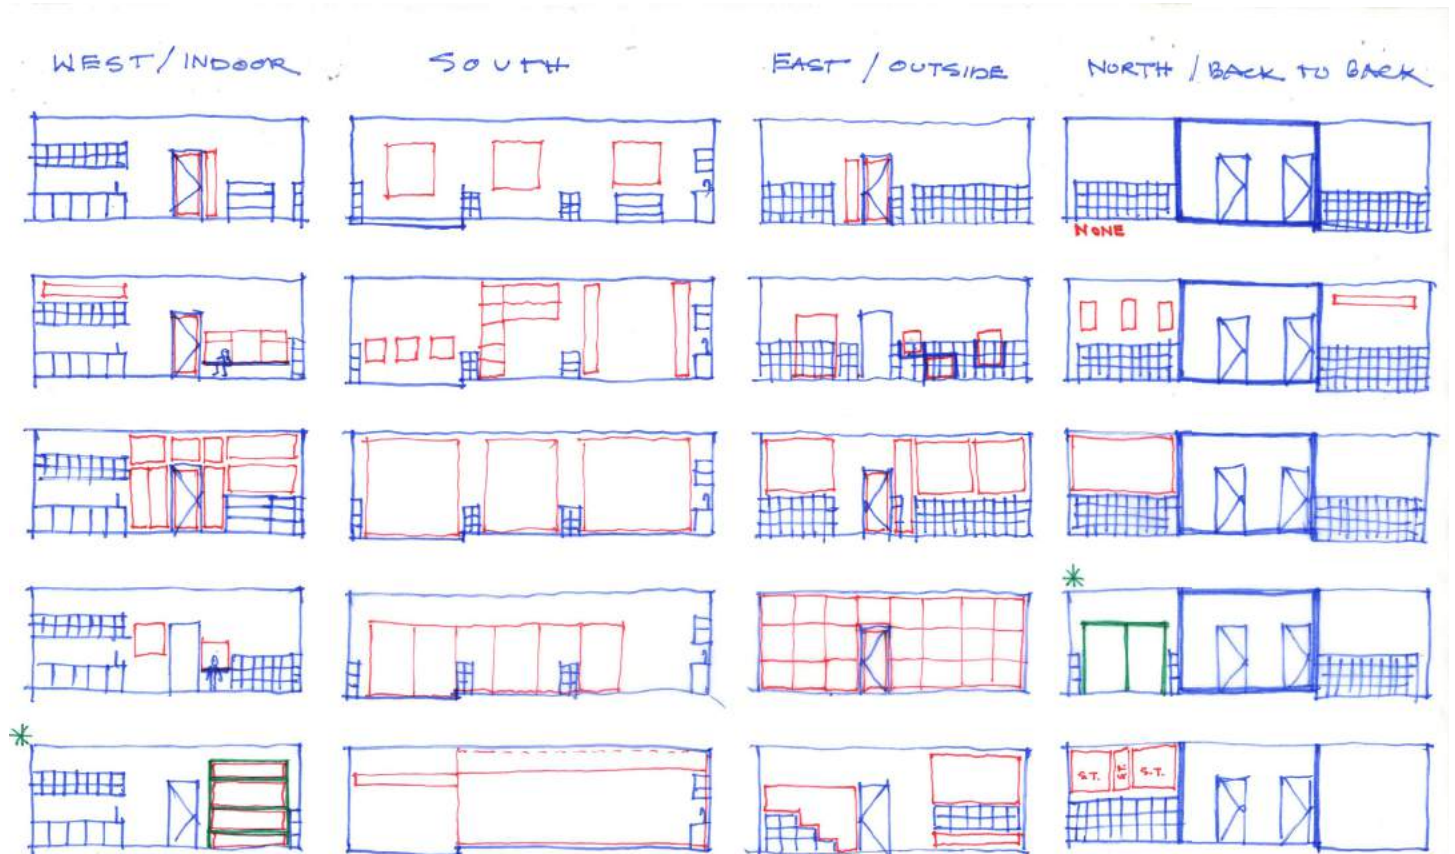 WEST / INDOOR
SOUTH
EAST / OUTSIDE
NORTH / BACK TO BACK
NONE
S.T. S.T.